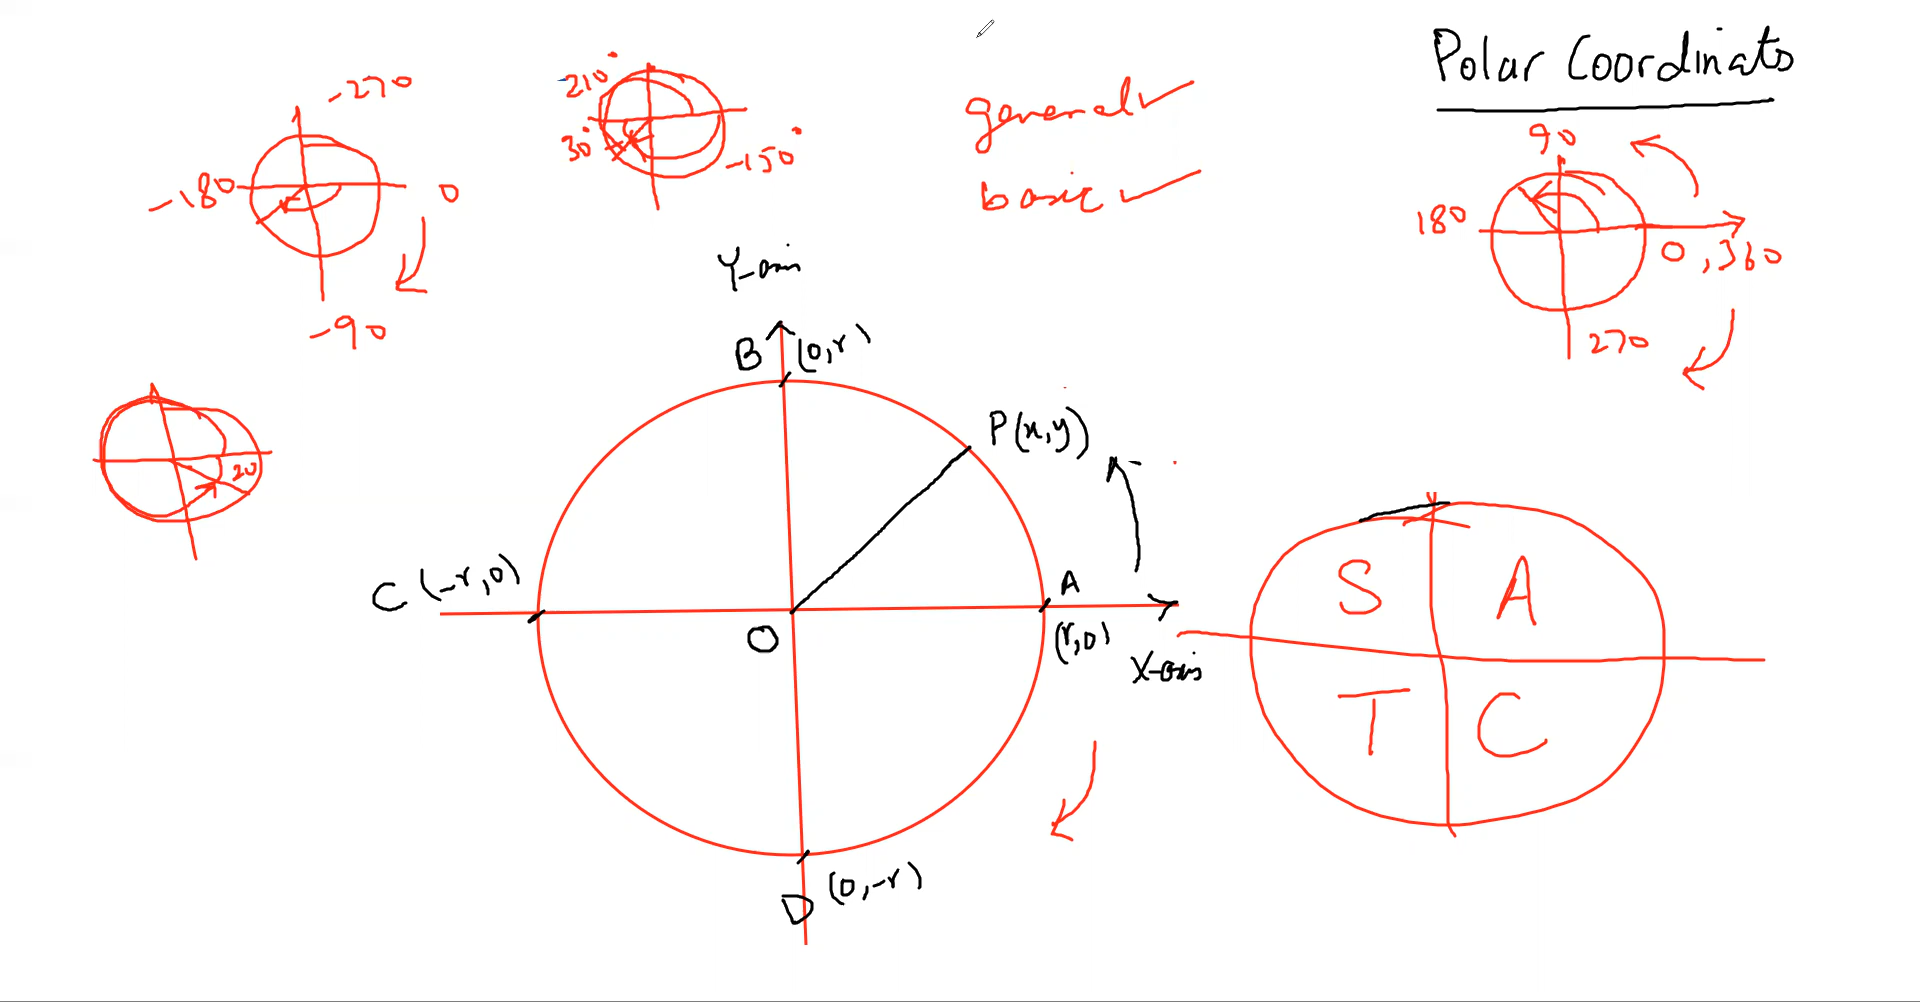 Polar Coordinats
-270
-180
0
-90
210°
30°
-150°
general
basic
90
180
0, 360
270
20
Y-axis
B (0,r)
P(x,y)
C (-r,0)
A
(r,0)
O
X-axis
D (0,-r)
S A
T C